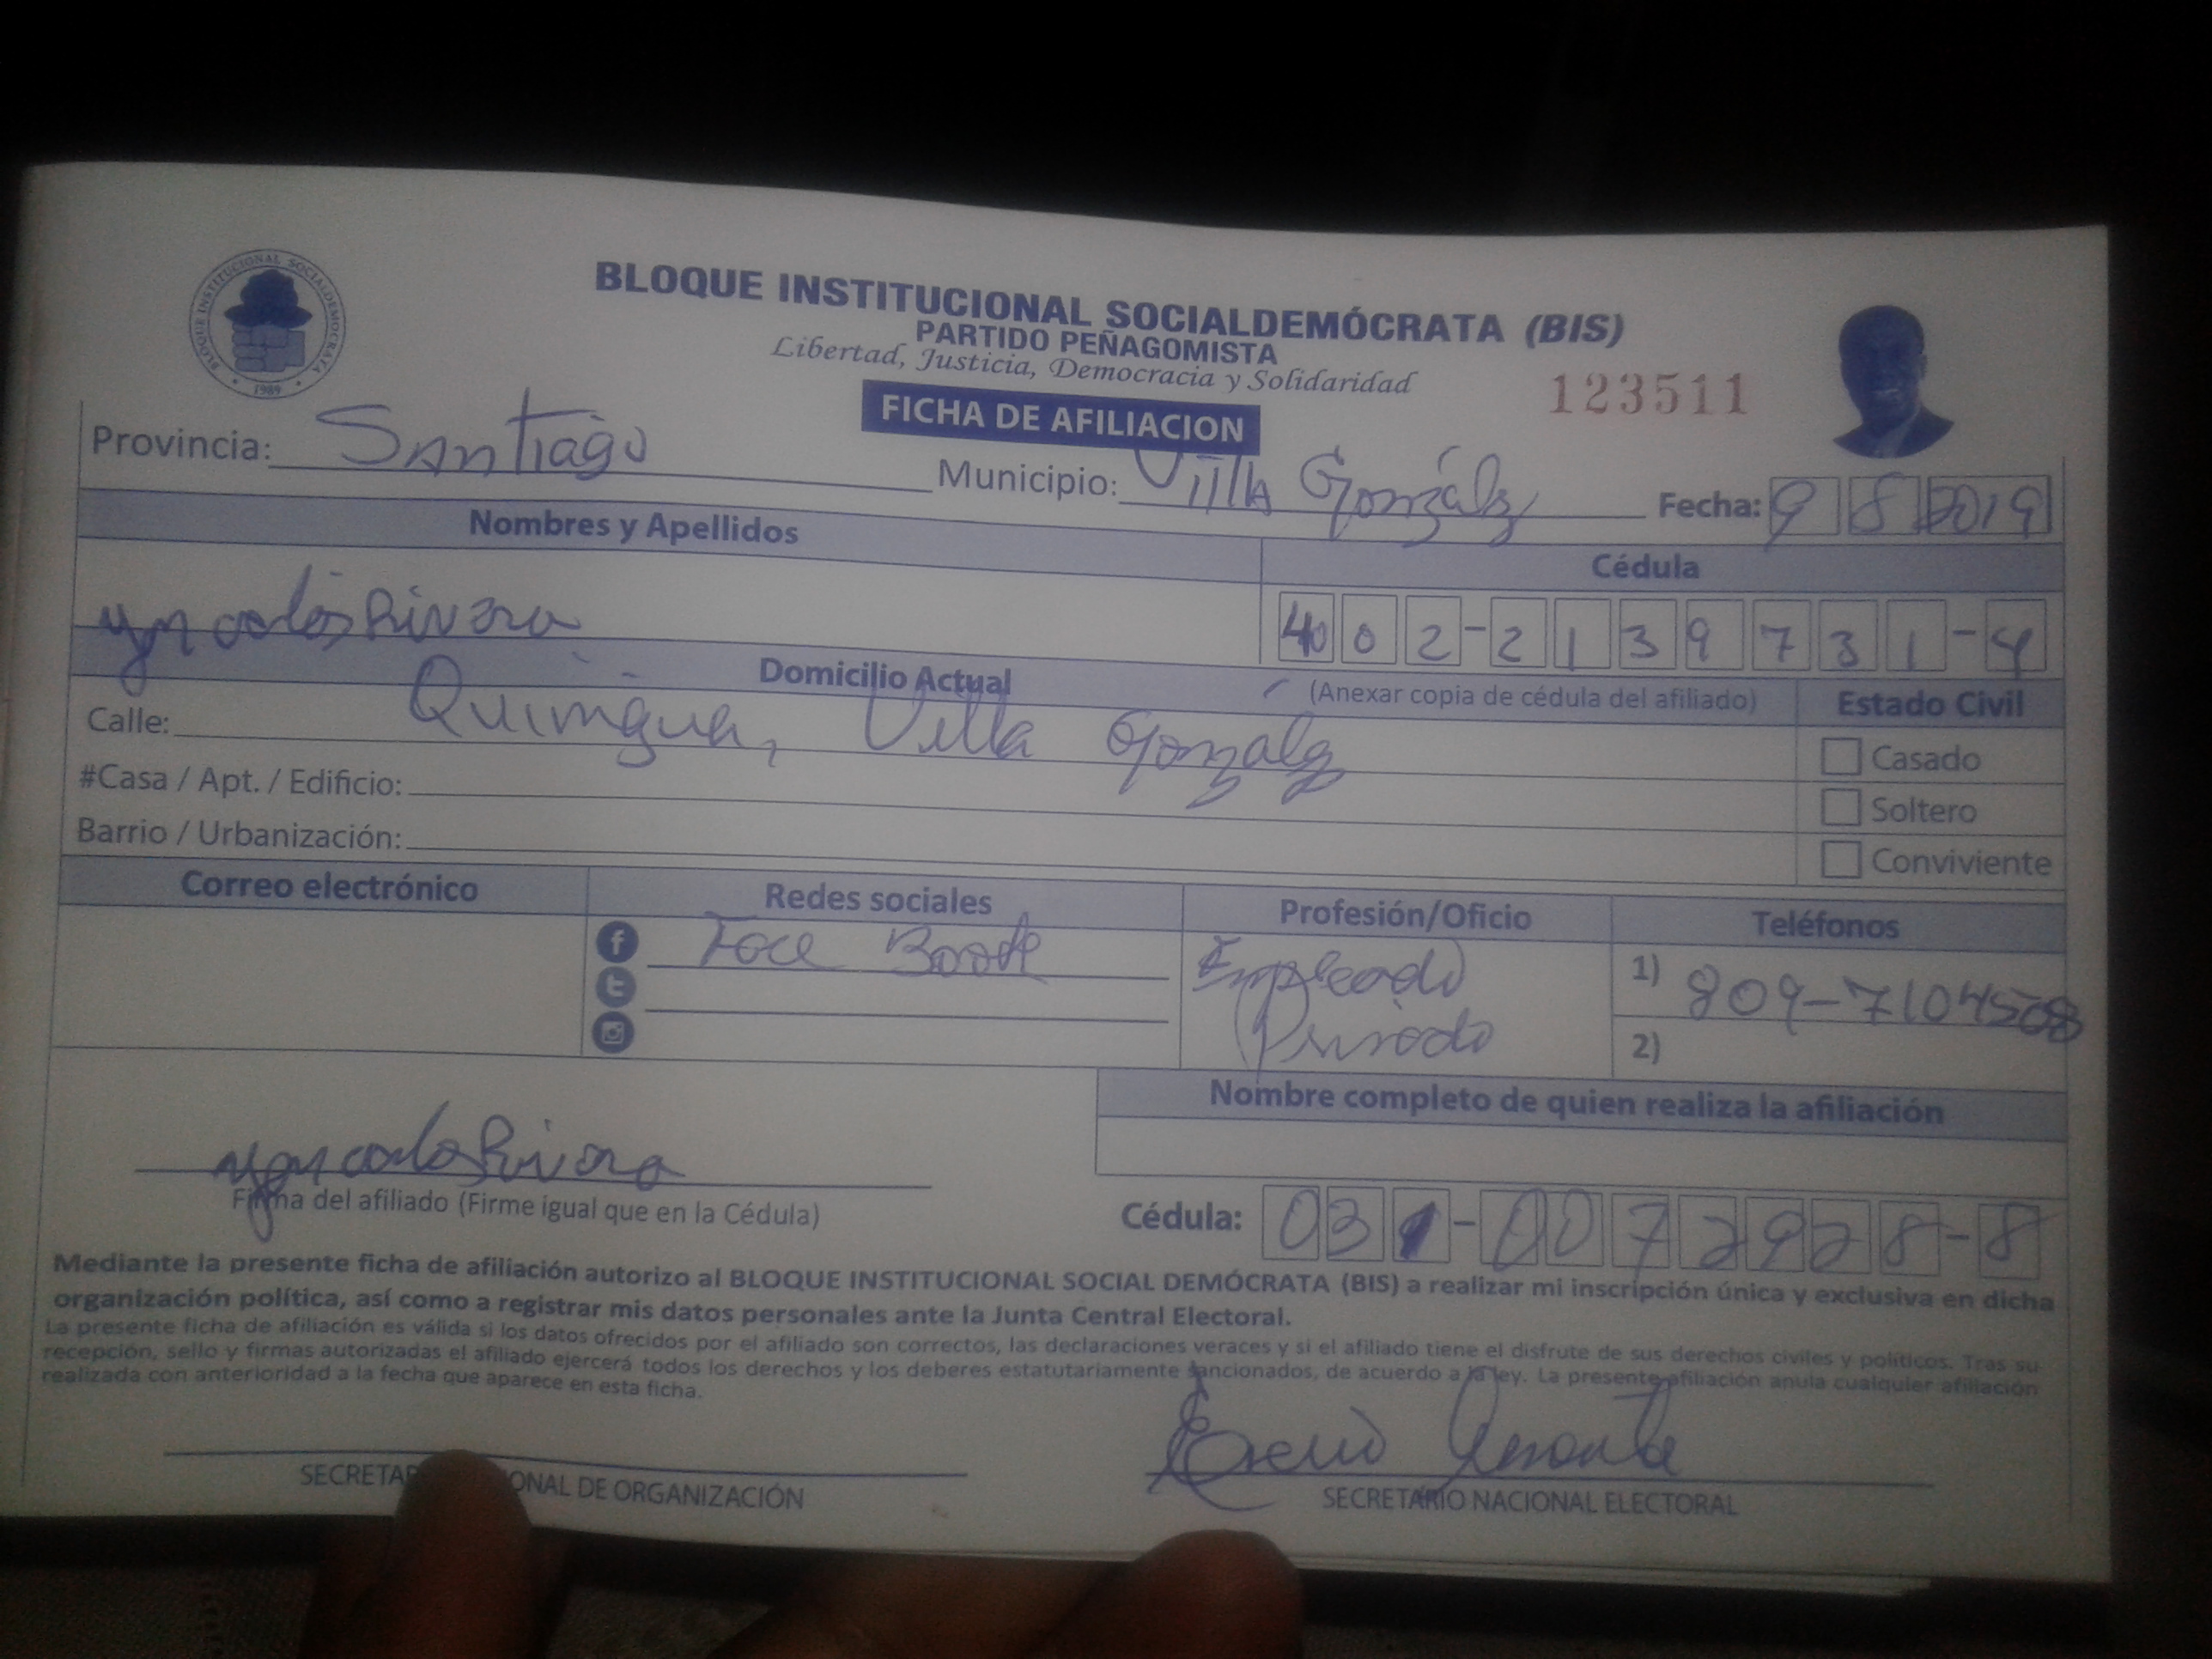 BLOQUE INSTITUCIONAL SOCIALDEMOCRATA
1989
BLOQUE INSTITUCIONAL SOCIALDEMÓCRATA (BIS)
PARTIDO PEÑAGOMISTA
Libertad, Justicia, Democracia y Solidaridad
123511
FICHA DE AFILIACION
Provincia: Santiago Municipio: Villa Gonzalz Fecha: 9 8 2019
Nombres y Apellidos Cédula
Rivera 402-2139731-4
Domicilio Actual (Anexar copia de cédula del afiliado) Estado Civil
Calle: Quinigua, Villa Gonzalz
Casado
#Casa / Apt. / Edificio:
Soltero
Barrio / Urbanización:
Conviviente
Correo electrónico Redes sociales Profesión/Oficio Teléfonos
Face Book Empleado Privado 1) 809-7104508
2)
Nombre completo de quien realiza la afiliación
Rivera
Firma del afiliado (Firme igual que en la Cédula) Cédula: 031-0072928-8
Mediante la presente ficha de afiliación autorizo al BLOQUE INSTITUCIONAL SOCIAL DEMÓCRATA (BIS) a realizar mi inscripción única y exclusiva en dicha
organización política, así como a registrar mis datos personales ante la Junta Central Electoral.
La presente ficha de afiliación es válida si los datos ofrecidos por el afiliado son correctos, las declaraciones veraces y si el afiliado tiene el disfrute de sus derechos civiles y políticos. Tras su
recepción, sello y firmas autorizadas el afiliado ejercerá todos los derechos y los deberes estatutariamente sancionados, de acuerdo a la ley. La presente afiliación anula cualquier afiliación
realizada con anterioridad a la fecha que aparece en esta ficha.
DE ORGANIZACIÓN SECRETARIO NACIONAL ELECTORAL